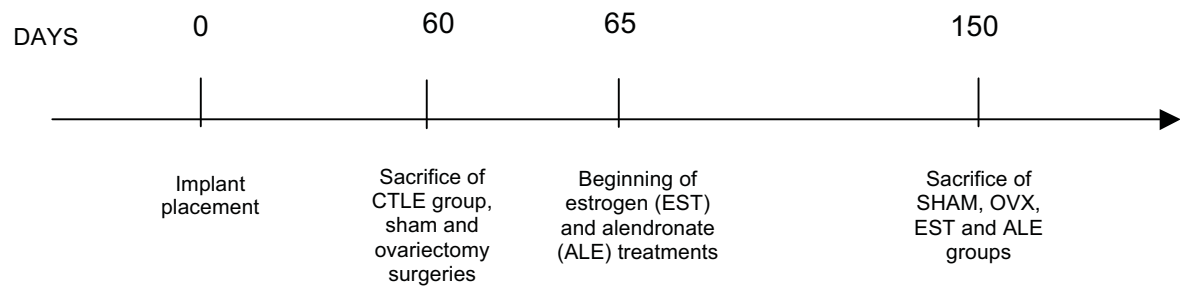 DAYS 0 60 65 150
Implant
placement
Sacrifice of
CTLE group,
sham and
ovariectomy
surgeries
Beginning of
estrogen (EST)
and alendronate
(ALE) treatments
Sacrifice of
SHAM, OVX,
EST and ALE
groups